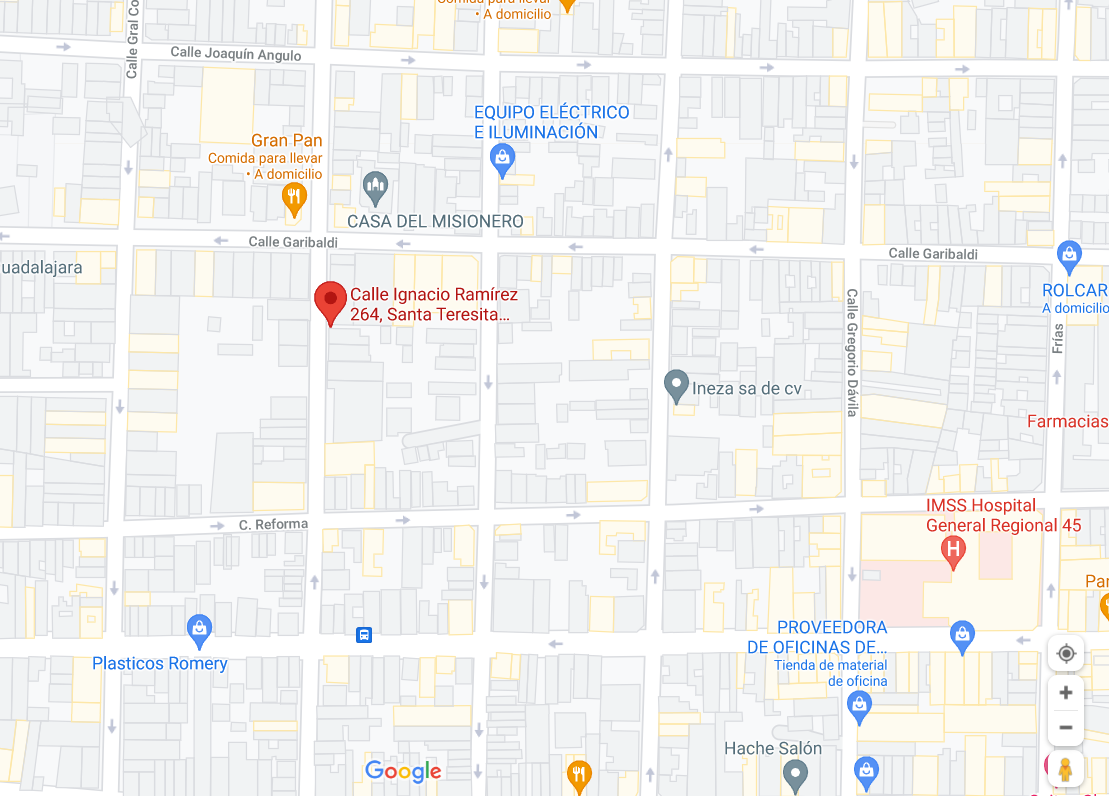 Comida para llevar
• A domicilio
Calle Gral Co
Calle Joaquín Angulo
EQUIPO ELÉCTRICO
E ILUMINACIÓN
Gran Pan
Comida para llevar
• A domicilio
CASA DEL MISIONERO
Calle Garibaldi
Calle Garibaldi
uadalajara
ROLCAR
A domicilio
Calle Ignacio Ramírez
264, Santa Teresita...
Calle Gregorio Dávila
Frías
Ineza sa de cv
Farmacias
IMSS Hospital
General Regional 45
H
C. Reforma
Par
PROVEEDORA
DE OFICINAS DE...
Tienda de material
de oficina
Plasticos Romery
Hache Salón
Google